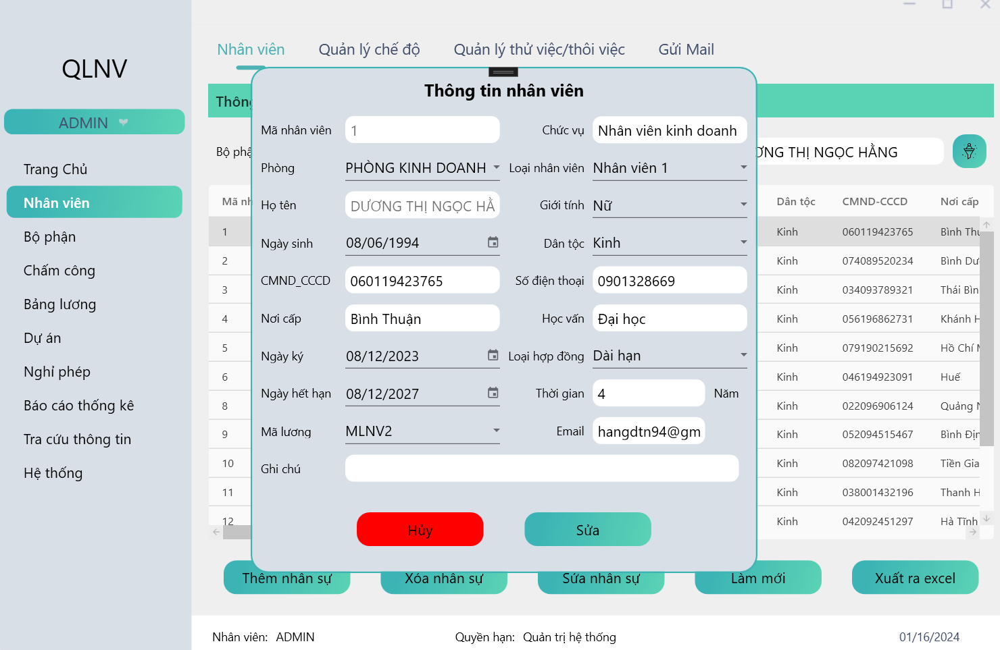 QLNV
ADMIN
Trang Chủ
Nhân viên
Bộ phận
Chấm công
Bảng lương
Dự án
Nghỉ phép
Báo cáo thống kê
Tra cứu thông tin
Hệ thống
Nhân viên Quản lý chế độ Quản lý thử việc/thôi việc Gửi Mail
Thông
Bộ phậ
NG THỊ NGỌC HẰNG
Thông tin nhân viên
Mã nhân viên 1 Chức vụ Nhân viên kinh doanh
Phòng PHÒNG KINH DOANH Loại nhân viên Nhân viên 1
Họ tên DƯƠNG THỊ NGỌC HẰ Giới tính Nữ
Ngày sinh 08/06/1994 Dân tộc Kinh
CMND_CCCD 060119423765 Số điện thoại 0901328669
Nơi cấp Bình Thuận Học vấn Đại học
Ngày ký 08/12/2023 Loại hợp đồng Dài hạn
Ngày hết hạn 08/12/2027 Thời gian 4 Năm
Mã lương MLNV2 Email hangdtn94@gm
Ghi chú
Hủy Sửa
Mã nh Dân tộc CMND-CCCD Nơi cấp
1 Kinh 060119423765 Bình Thu
2 Kinh 074089520234 Bình Dư
3 Kinh 034093789321 Thái Bìn
4 Kinh 056196862731 Khánh H
5 Kinh 079190215692 Hồ Chí M
6 Kinh 046194923091 Huế
8 Kinh 022096906124 Quảng N
9 Kinh 052094515467 Bình Địn
10 Kinh 082097421098 Tiền Gia
11 Kinh 038001432196 Thanh H
12 Kinh 042092451297 Hà Tĩnh
Thêm nhân sự Xóa nhân sự Sửa nhân sự Làm mới Xuất ra excel
Nhân viên: ADMIN Quyền hạn: Quản trị hệ thống 01/16/2024